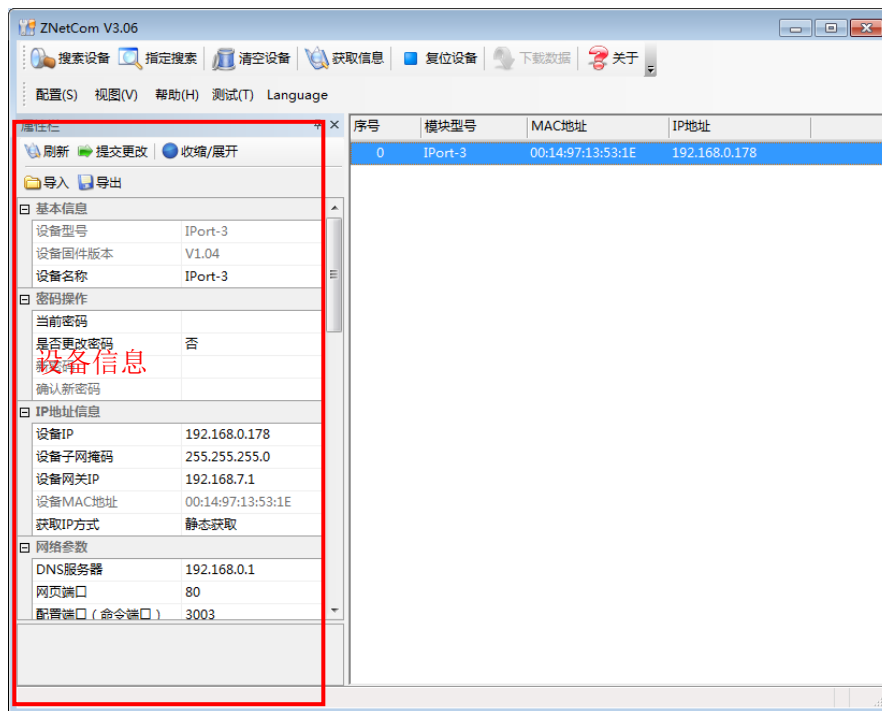 ZNetCom V3.06
搜索设备 指定搜索 清空设备 获取信息 复位设备 下载数据 关于
配置(S) 视图(V) 帮助(H) 测试(T) Language
属性栏
刷新 提交更改 收缩/展开
导入 导出
基本信息
设备型号 IPort-3
设备固件版本 V1.04
设备名称 IPort-3
密码操作
当前密码
是否更改密码 否
新密码
设备信息
确认新密码
IP地址信息
设备IP 192.168.0.178
设备子网掩码 255.255.255.0
设备网关IP 192.168.7.1
设备MAC地址 00:14:97:13:53:1E
获取IP方式 静态获取
网络参数
DNS服务器 192.168.0.1
网页端口 80
配置端口(命令端口) 3003
序号 模块型号 MAC地址 IP地址
0 IPort-3 00:14:97:13:53:1E 192.168.0.178